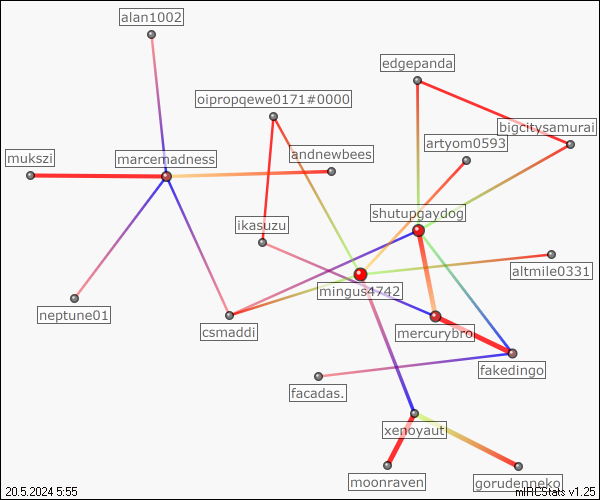 alan1002
edgepanda
oipropqewe0171#0000
bigcitysamurai
artyom0593
andnewbees
marcemadness
mukszi
shutupgaydog
ikasuzu
altmile0331
mingus4742
neptune01
csmaddi
mercurybro
fakedingo
facadas.
xenoyaut
moonraven
gorudenneko
20.5.2024 5:55
mIRCStats v1.25